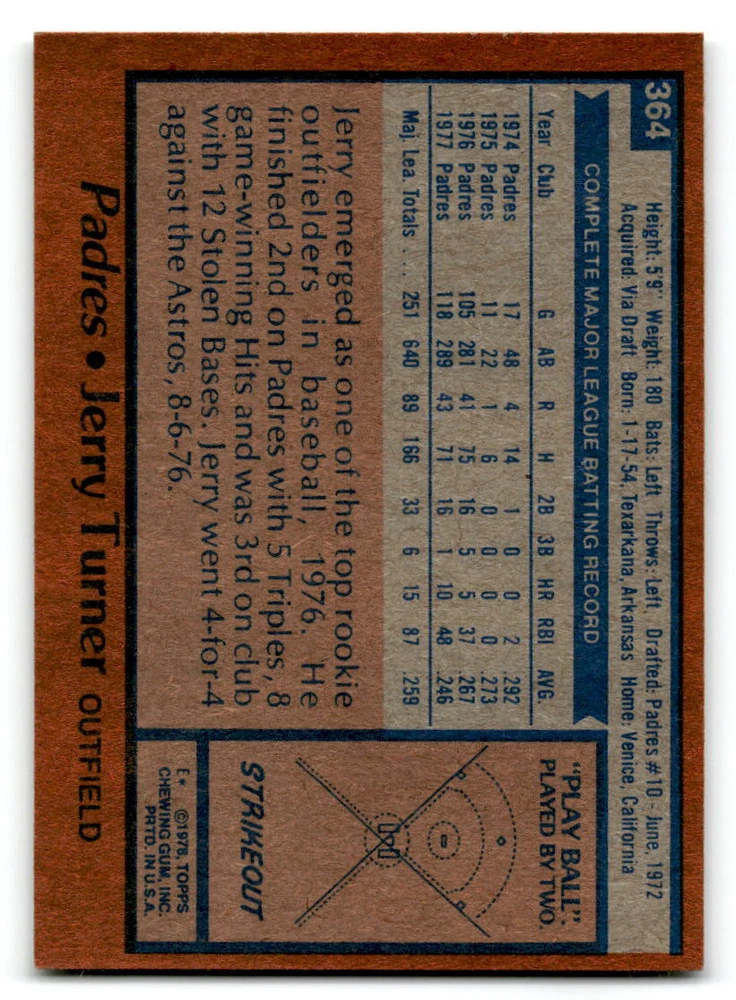 364
Height: 5'9" Weight: 180 Bats: Left Throws: Left. Drafted: Padres #10 - June, 1972
Acquired: Via Draft Born: 1-17-54, Texarkana, Arkansas Home: Venice, California
COMPLETE MAJOR LEAGUE BATTING RECORD
Year Club G AB R H 2B 3B HR RBI AVG.
1974 Padres 17 48 4 14 1 0 0 2 .292
1975 Padres 11 22 1 6 0 0 0 0 .273
1976 Padres 105 281 41 75 16 5 5 37 .267
1977 Padres 118 289 43 71 16 1 10 48 .246
Maj. Lea. Totals . . . 251 640 89 166 33 6 15 87 .259
Jerry emerged as one of the top rookie
outfielders in baseball, 1976. He
finished 2nd on Padres with 5 Triples, 8
game-winning Hits and was 3rd on club
with 12 Stolen Bases. Jerry went 4-for-4
against the Astros, 8-6-76.
"PLAY BALL".
PLAYED BY TWO.
STRIKEOUT
E* ©1978, TOPPS
CHEWING GUM, INC.
PRTD. IN U.S.A.
Padres • Jerry Turner OUTFIELD